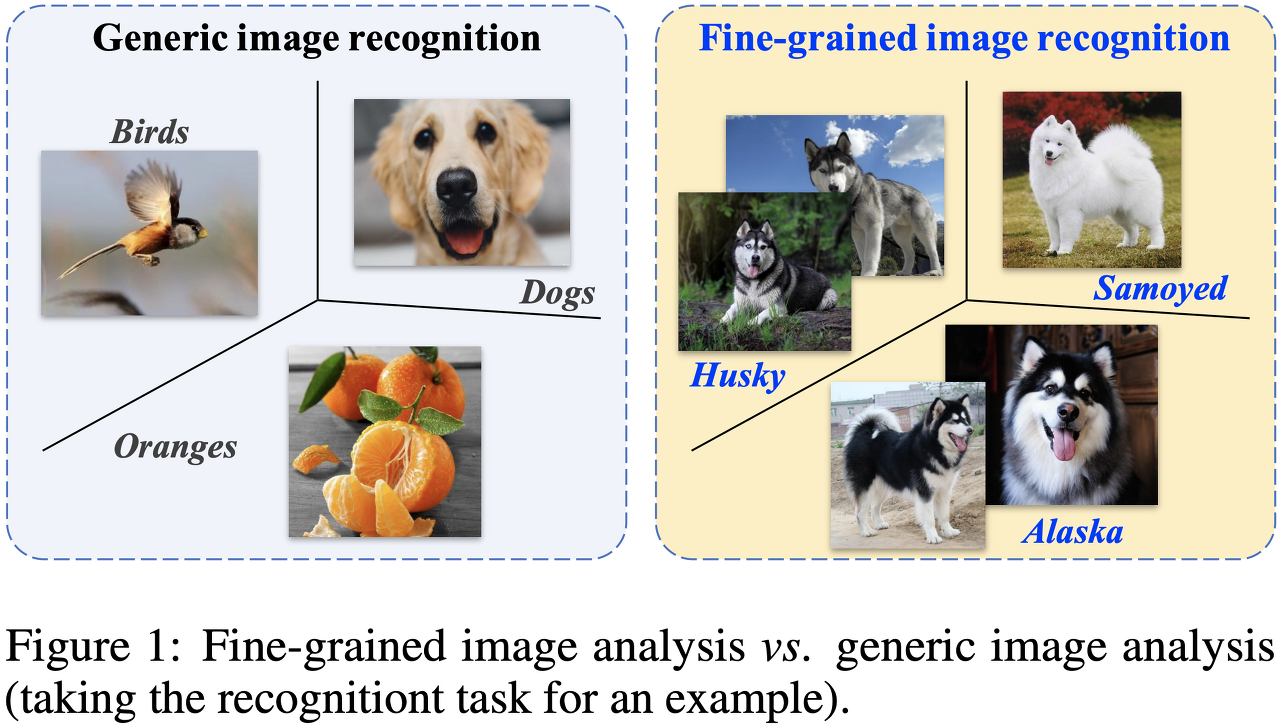 Generic image recognition
Birds
Dogs
Oranges
Fine-grained image recognition
Samoyed
Husky
Alaska
Figure 1: Fine-grained image analysis vs. generic image analysis
(taking the recognitiont task for an example).